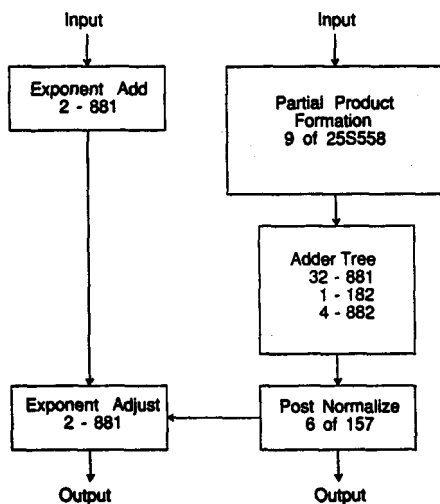 Input
Exponent Add
2 - 881
Input
Partial Product
Formation
9 of 25S558
Adder Tree
32 - 881
1 - 182
4 - 882
Exponent Adjust
2 - 881
Post Normalize
6 of 157
Output
Output